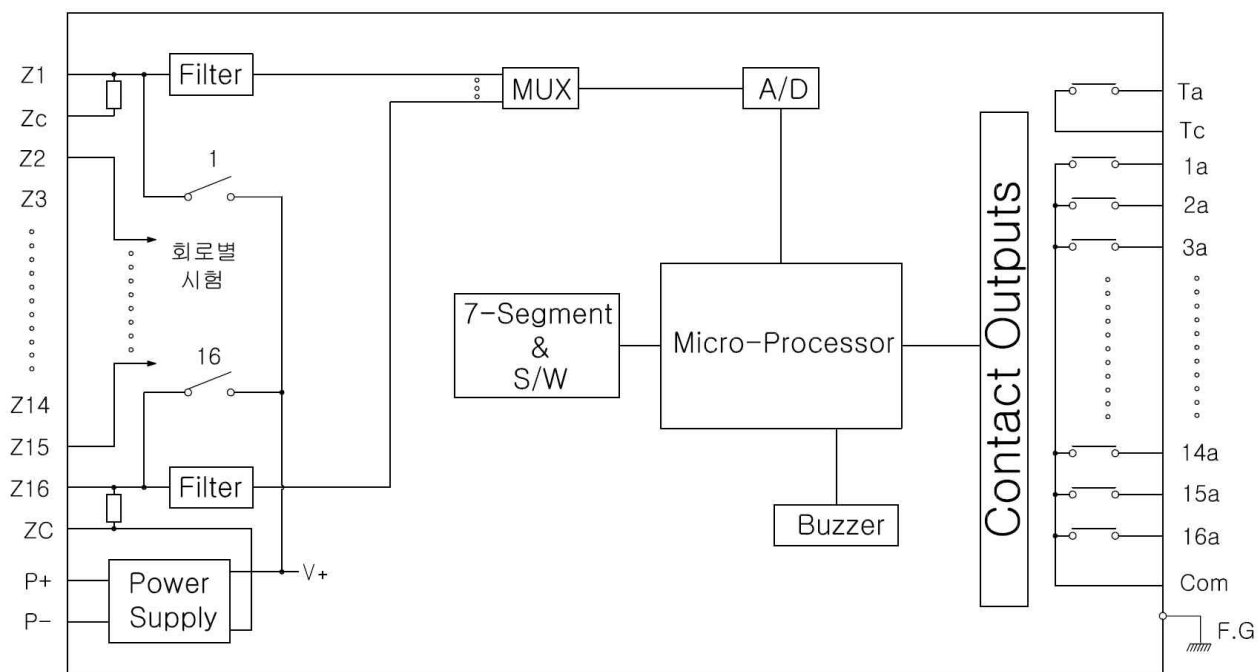 Z1
Zc
Z2
Z3
Z14
Z15
Z16
ZC
P+
P-
Filter
1
회로별
시험
16
Filter
Power
Supply
V+
MUX
A/D
7-Segment
&
S/W
Micro-Processor
Buzzer
Contact Outputs
Ta
Tc
1a
2a
3a
14a
15a
16a
Com
F.G